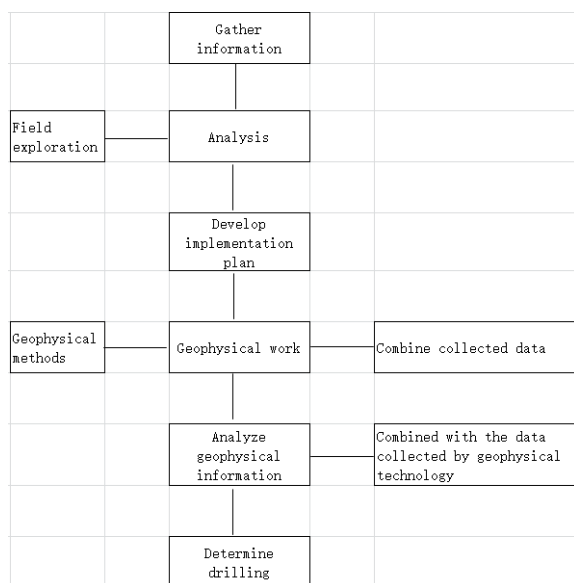 Gather
information
Field
exploration
Analysis
Develop
implementation
plan
Geophysical
methods
Geophysical work
Combine collected data
Analyze
geophysical
information
Combined with the data
collected by geophysical
technology
Determine
drilling